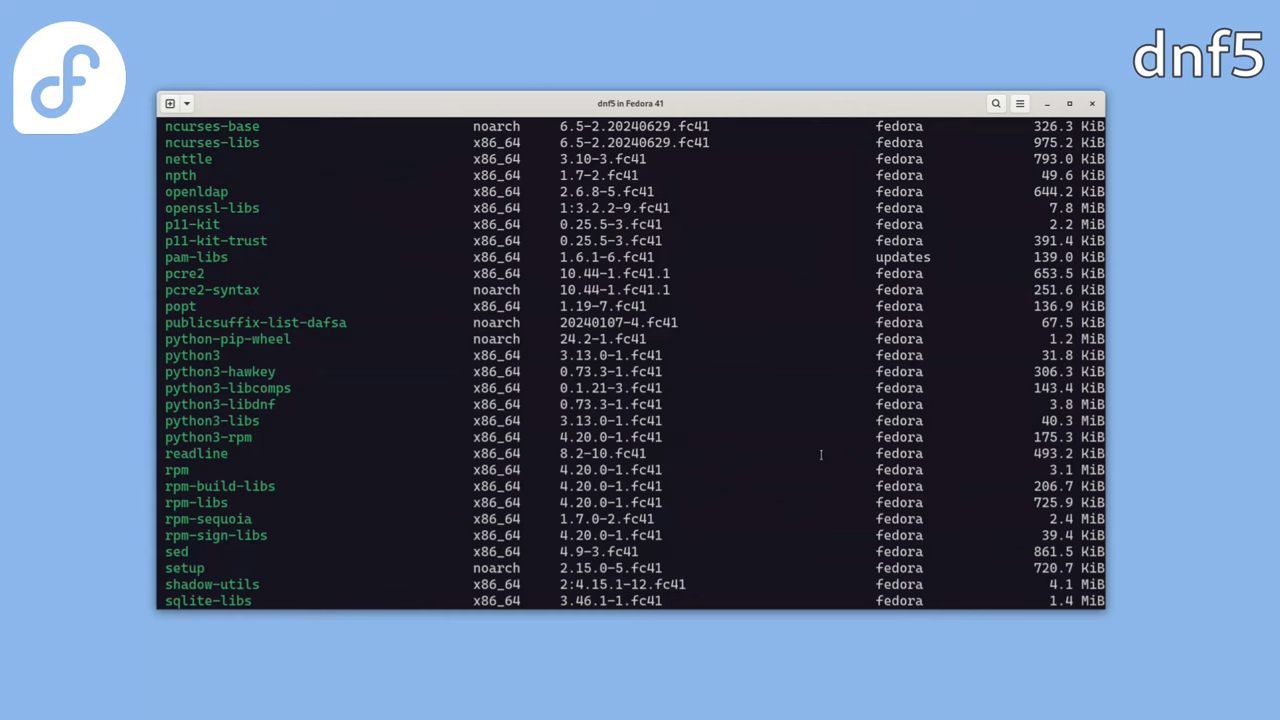 dnf5
dnf5 in Fedora 41
ncurses-base noarch 6.5-2.20240629.fc41 fedora 326.3 KiB
ncurses-libs x86_64 6.5-2.20240629.fc41 fedora 975.2 KiB
nettle x86_64 3.10-3.fc41 fedora 793.0 KiB
npth x86_64 1.7-2.fc41 fedora 49.6 KiB
openldap x86_64 2.6.8-5.fc41 fedora 644.2 KiB
openssl-libs x86_64 1:3.2.2-9.fc41 fedora 7.8 MiB
p11-kit x86_64 0.25.5-3.fc41 fedora 2.2 MiB
p11-kit-trust x86_64 0.25.5-3.fc41 fedora 391.4 KiB
pam-libs x86_64 1.6.1-6.fc41 updates 139.0 KiB
pcre2 x86_64 10.44-1.fc41.1 fedora 653.5 KiB
pcre2-syntax noarch 10.44-1.fc41.1 fedora 251.6 KiB
popt x86_64 1.19-7.fc41 fedora 136.9 KiB
publicsuffix-list-dafsa noarch 20240107-4.fc41 fedora 67.5 KiB
python-pip-wheel noarch 24.2-1.fc41 fedora 1.2 MiB
python3 x86_64 3.13.0-1.fc41 fedora 31.8 KiB
python3-hawkey x86_64 0.73.3-1.fc41 fedora 306.3 KiB
python3-libcomps x86_64 0.1.21-3.fc41 fedora 143.4 KiB
python3-libdnf x86_64 0.73.3-1.fc41 fedora 3.8 MiB
python3-libs x86_64 3.13.0-1.fc41 fedora 40.3 MiB
python3-rpm x86_64 4.20.0-1.fc41 fedora 175.3 KiB
readline x86_64 8.2-10.fc41 fedora 493.2 KiB
rpm x86_64 4.20.0-1.fc41 fedora 3.1 MiB
rpm-build-libs x86_64 4.20.0-1.fc41 fedora 206.7 KiB
rpm-libs x86_64 4.20.0-1.fc41 fedora 725.9 KiB
rpm-sequoia x86_64 1.7.0-2.fc41 fedora 2.4 MiB
rpm-sign-libs x86_64 4.20.0-1.fc41 fedora 39.4 KiB
sed x86_64 4.9-3.fc41 fedora 861.5 KiB
setup noarch 2.15.0-5.fc41 fedora 720.7 KiB
shadow-utils x86_64 2:4.15.1-12.fc41 fedora 4.1 MiB
sqlite-libs x86_64 3.46.1-1.fc41 fedora 1.4 MiB